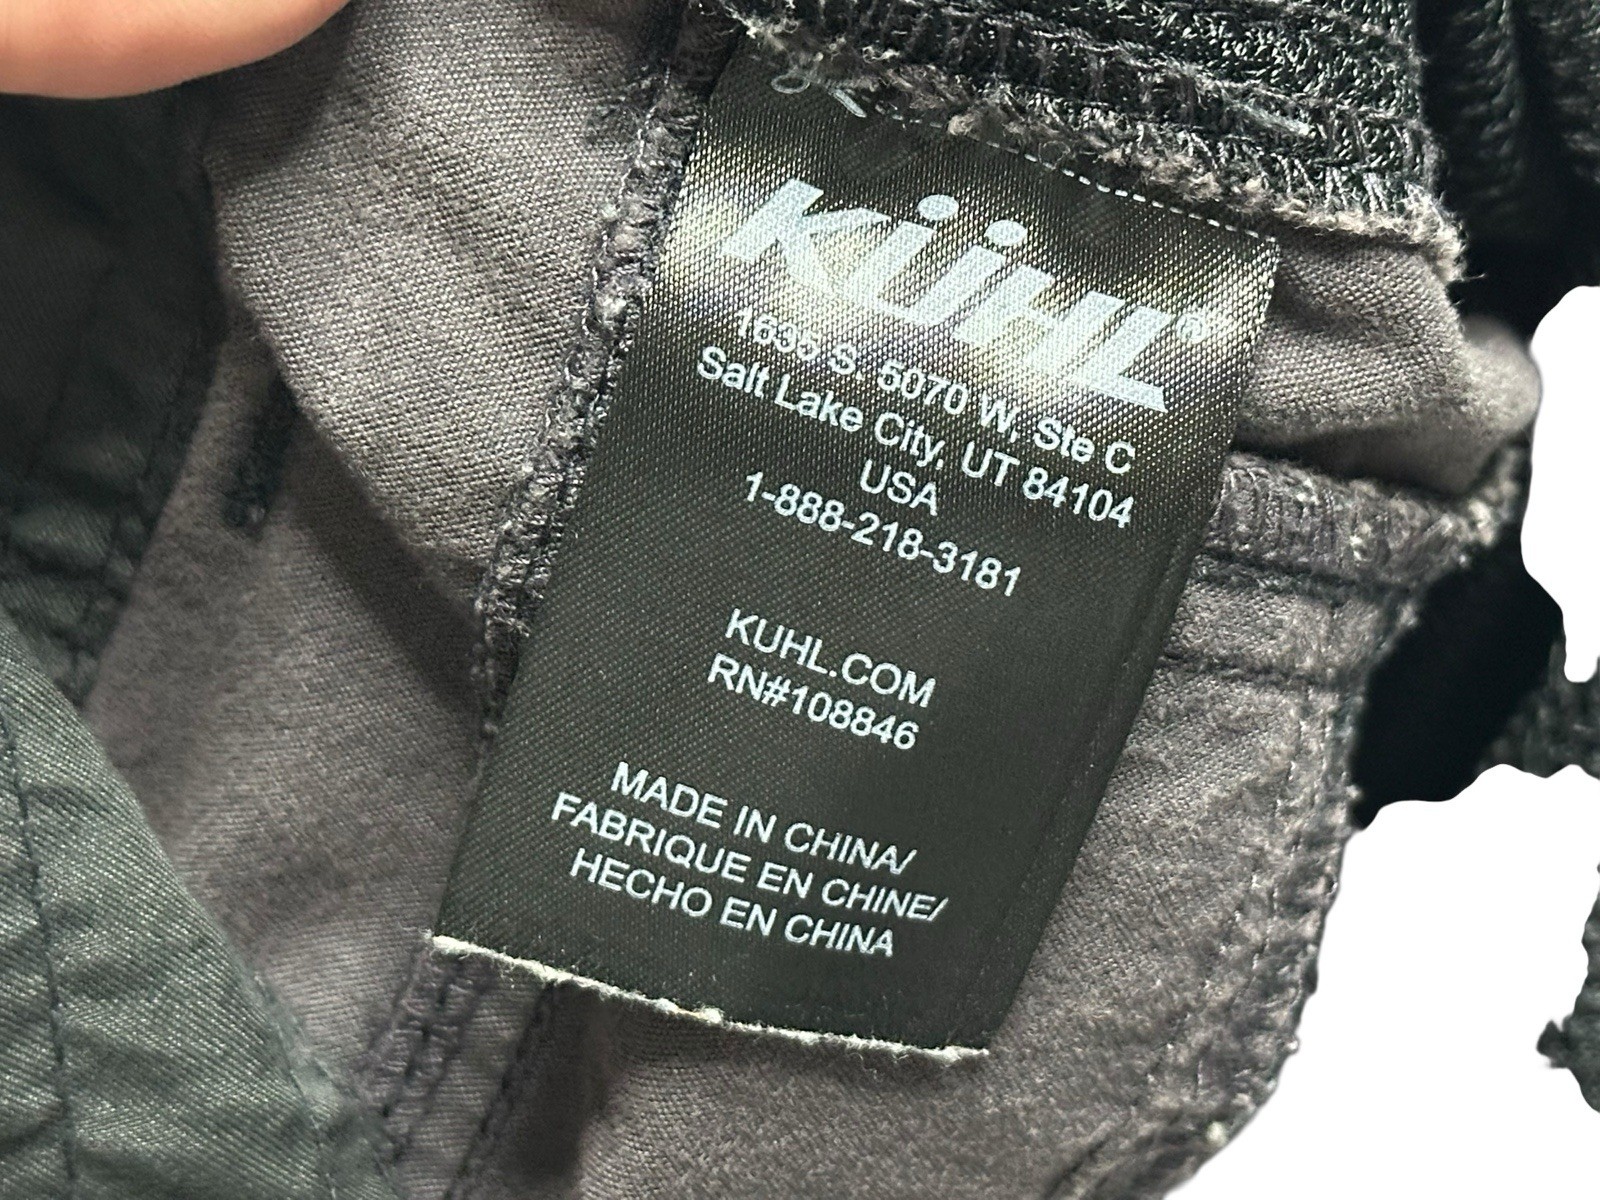 KÜHL®
1635 S. 5070 W, Ste C
Salt Lake City, UT 84104
USA
1-888-218-3181
KUHL.COM
RN#108846
MADE IN CHINA/
FABRIQUE EN CHINE/
HECHO EN CHINA